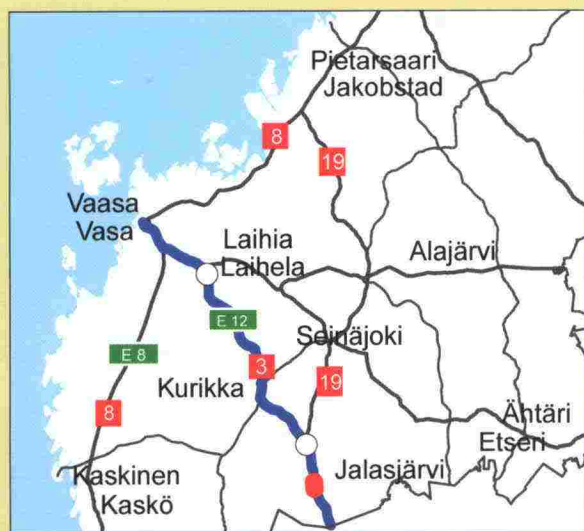 Pietarsaari
Jakobstad
8
19
Vaasa
Vasa
Laihia
Laihela
Alajärvi
E 12
Seinäjoki
E 8
3
19
Kurikka
8
Ähtäri
Etseri
Kaskinen
Kaskö
Jalasjärvi